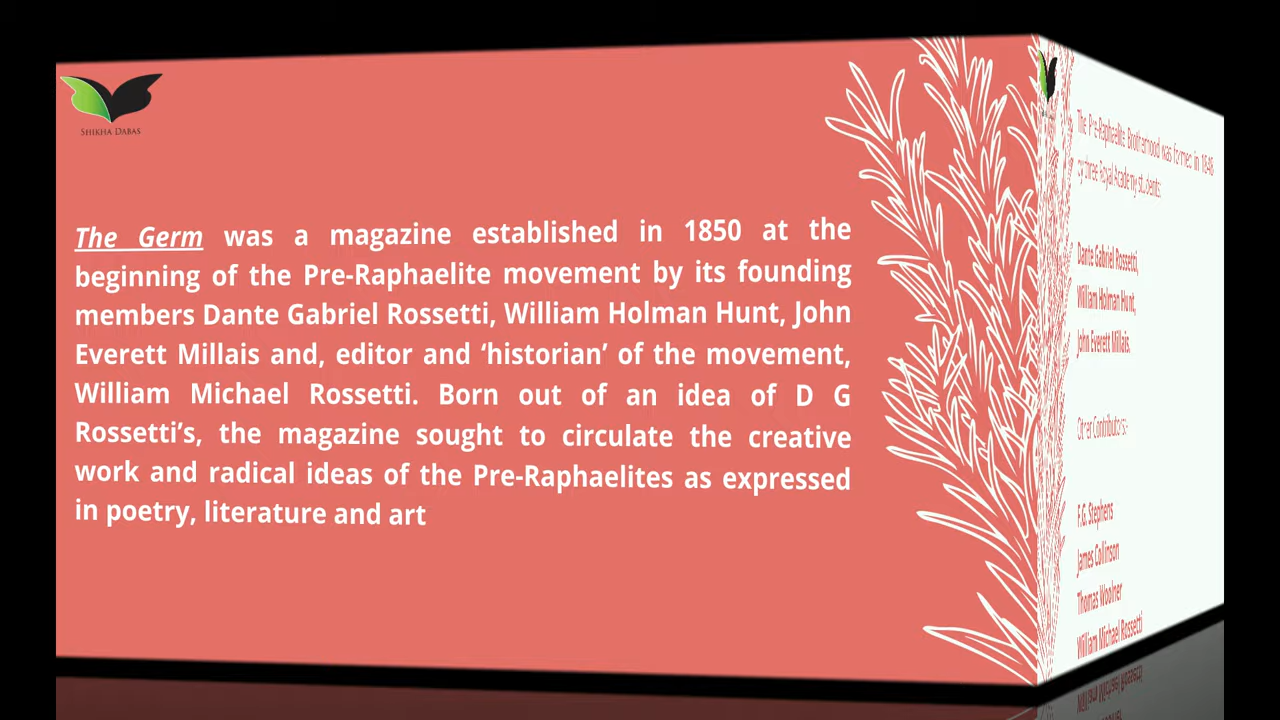 SHIKHA DABAS
The Germ was a magazine established in 1850 at the
beginning of the Pre-Raphaelite movement by its founding
members Dante Gabriel Rossetti, William Holman Hunt, John
Everett Millais and, editor and ‘historian’ of the movement,
William Michael Rossetti. Born out of an idea of D G
Rossetti’s, the magazine sought to circulate the creative
work and radical ideas of the Pre-Raphaelites as expressed
in poetry, literature and art
The Pre-Raphaelite Brotherhood was formed in 1848
by three Royal Academy students:
Dante Gabriel Rossetti,
William Holman Hunt,
John Everett Millais.
Other Contributors:-
F.G. Stephens
James Collinson
Thomas Woolner
William Michael Rossetti